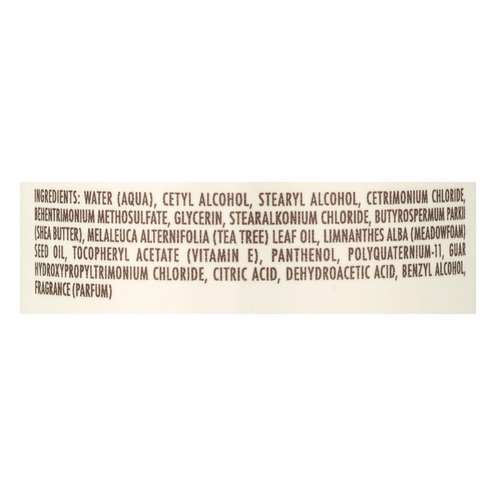 INGREDIENTS: WATER (AQUA), CETYL ALCOHOL, STEARYL ALCOHOL, CETRIMONIUM CHLORIDE,
BEHENTRIMONIUM METHOSULFATE, GLYCERIN, STEARALKONIUM CHLORIDE, BUTYROSPERMUM PARKII
(SHEA BUTTER), MELALEUCA ALTERNIFOLIA (TEA TREE) LEAF OIL, LIMNANTHES ALBA (MEADOWFOAM)
SEED OIL, TOCOPHERYL ACETATE (VITAMIN E), PANTHENOL, POLYQUATERNIUM-11, GUAR
HYDROXYPROPYLTRIMONIUM CHLORIDE, CITRIC ACID, DEHYDROACETIC ACID, BENZYL ALCOHOL,
FRAGRANCE (PARFUM)